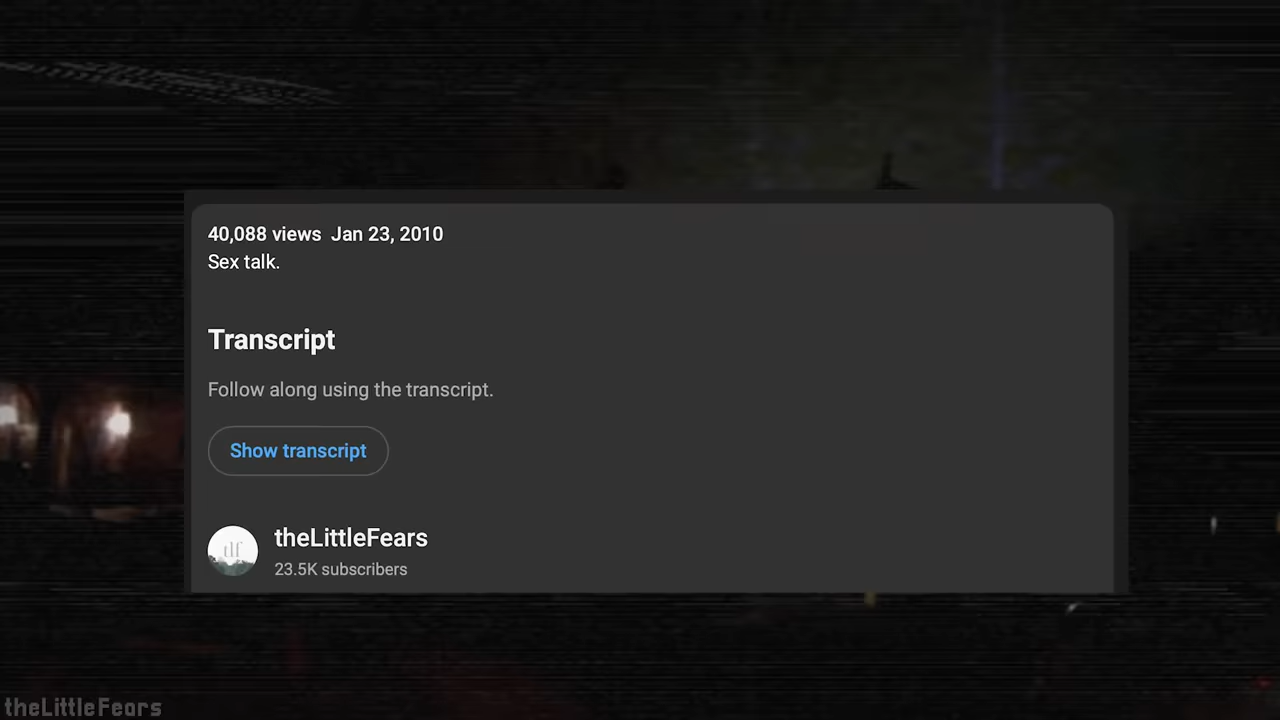 40,088 views Jan 23, 2010
Sex talk.
Transcript
Follow along using the transcript.
Show transcript
tlf
theLittleFears
23.5K subscribers
theLittleFears